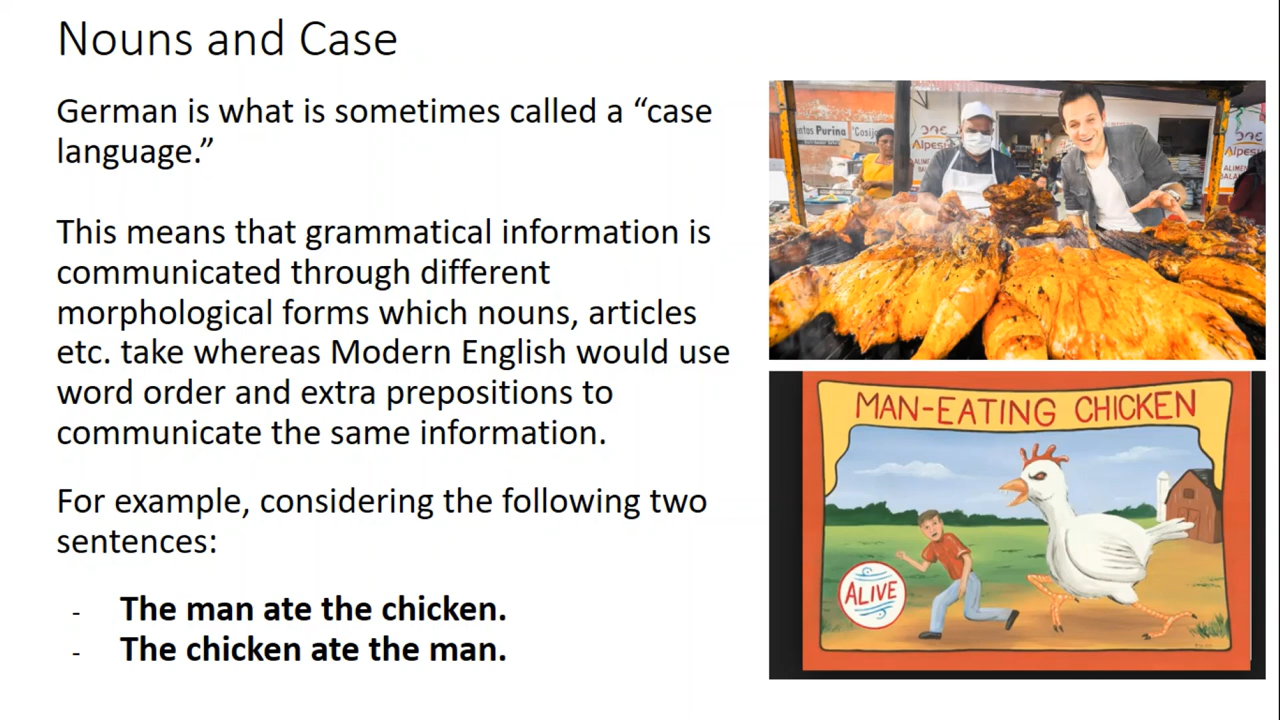 Nouns and Case
German is what is sometimes called a “case
language.”
This means that grammatical information is
communicated through different
morphological forms which nouns, articles
etc. take whereas Modern English would use
word order and extra prepositions to
communicate the same information.
For example, considering the following two
sentences:
- The man ate the chicken.
- The chicken ate the man.
Purina
Alpesu
MAN-EATING CHICKEN
ALIVE